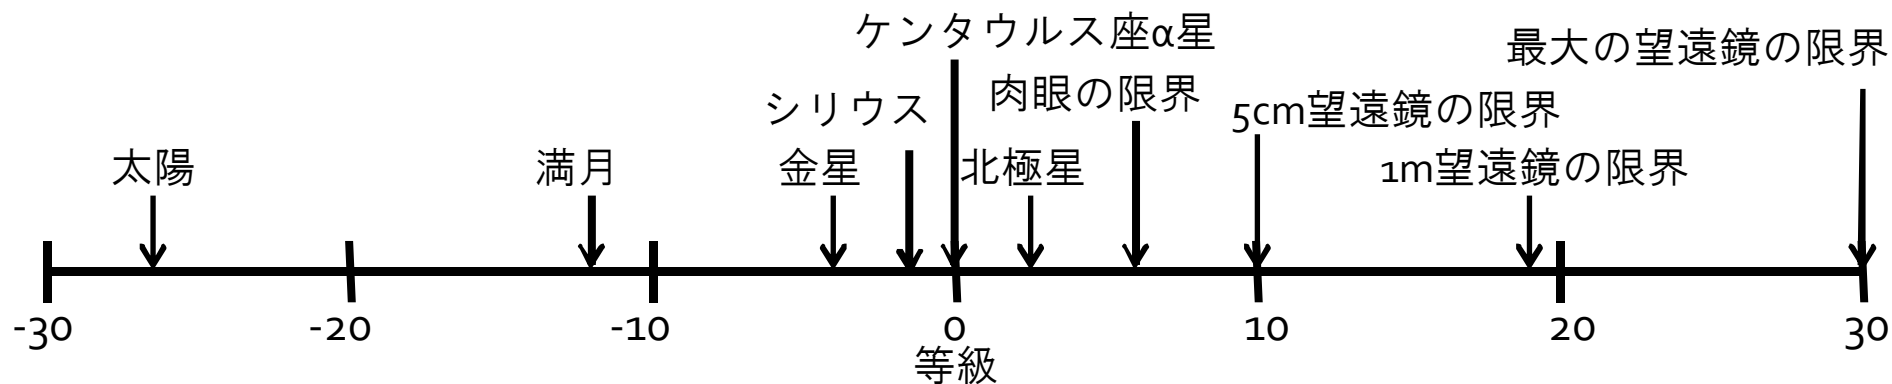 ケンタウルス座α星
最大の望遠鏡の限界
シリウス
肉眼の限界
5cm望遠鏡の限界
太陽
満月
金星
北極星
1m望遠鏡の限界
-30
-20
-10
0
10
20
30
等級